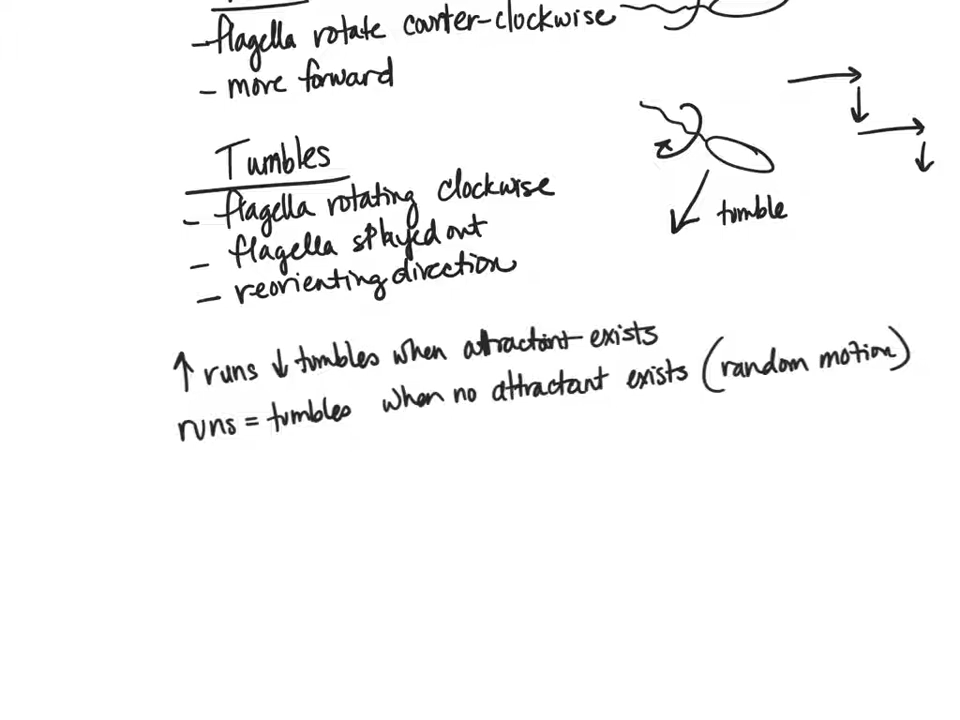 - flagella rotate counter-clockwise
- more forward
Tumbles
- flagella rotating clockwise
- flagella splayed out
- reorienting direction
tumble
↑ runs ↓ tumbles when attractant exists
runs = tumbles when no attractant exists (random motion)